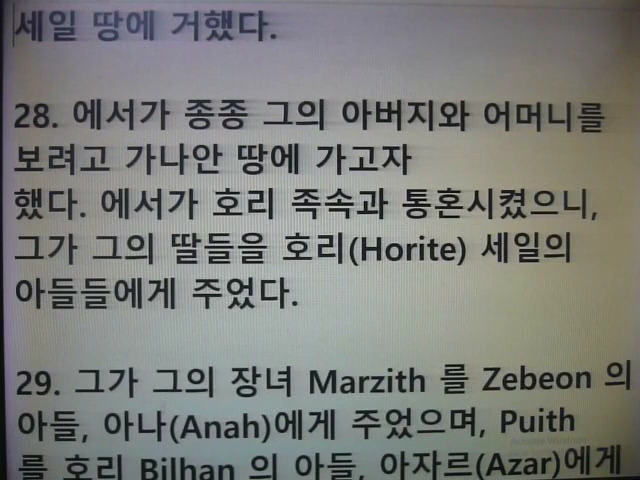 세일 땅에 거했다.
28. 에서가 종종 그의 아버지와 어머니를
보려고 가나안 땅에 가고자
했다. 에서가 호리 족속과 통혼시켰으니,
그가 그의 딸들을 호리(Horite) 세일의
아들들에게 주었다.
29. 그가 그의 장녀 Marzith 를 Zebeon 의
아들, 아나(Anah)에게 주었으며, Puith
를 호리 Bilhan 의 아들, 아자르(Azar)에게